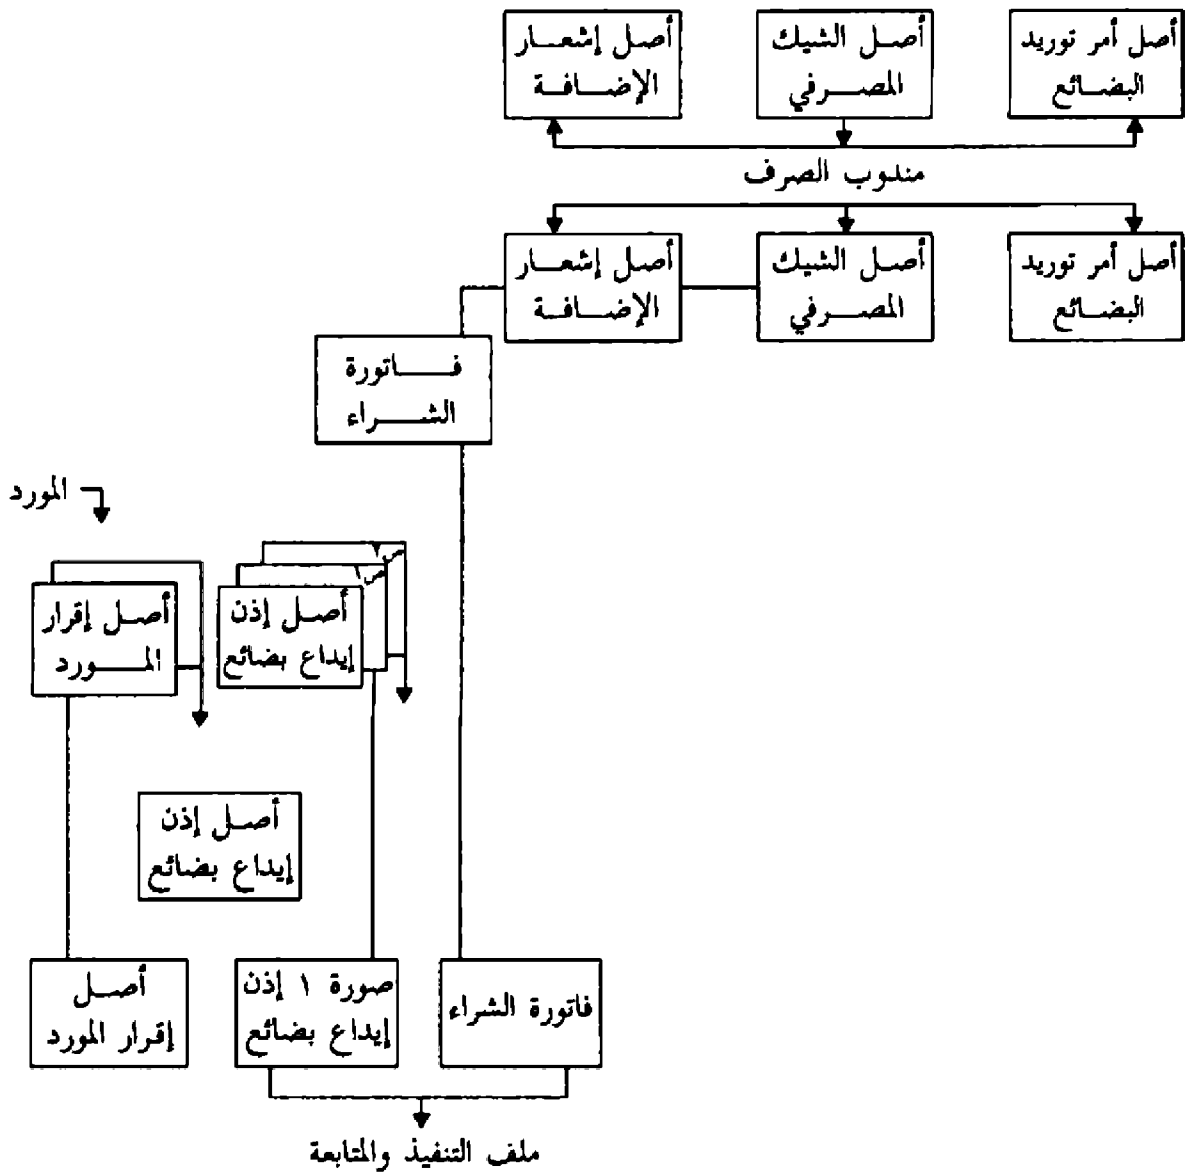 أصل أمر توريد
البضائع
أصل الشيك
المصرفي
أصل إشعار
الإضافة
مندوب الصرف
أصل أمر توريد
البضائع
أصل الشيك
المصرفي
أصل إشعار
الإضافة
فاتورة
الشراء
المورد
ص٢
ص١
أصل إذن
إيداع بضائع
أصل إقرار
المورد
أصل إذن
إيداع بضائع
فاتورة الشراء
صورة ١ إذن
إيداع بضائع
أصل
إقرار المورد
ملف التنفيذ والمتابعة